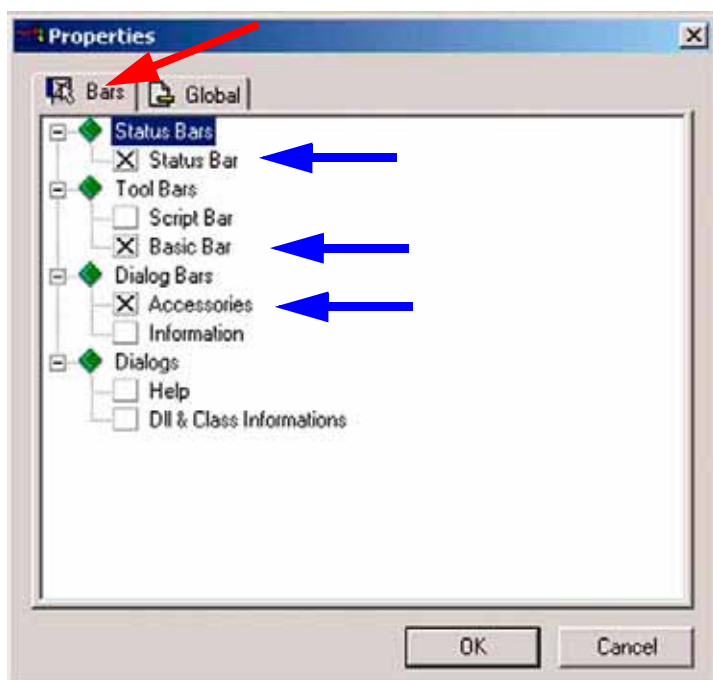 Properties
Bars Global
Status Bars
Status Bar
Tool Bars
Script Bar
Basic Bar
Dialog Bars
Accessories
Information
Dialogs
Help
Dll & Class Informations
OK Cancel